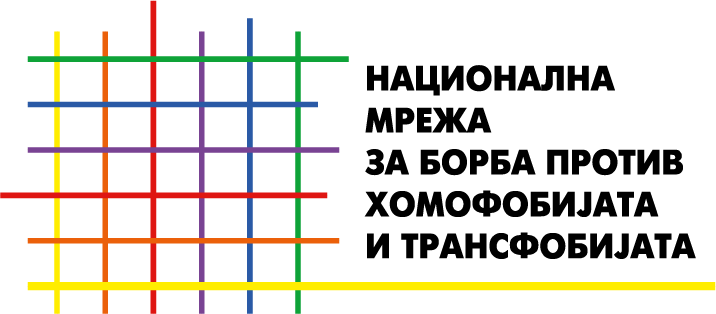 НАЦИОНАЛНА
МРЕЖА
ЗА БОРБА ПРОТИВ
ХОМОФОБИЈАТА
И ТРАНСФОБИЈАТА